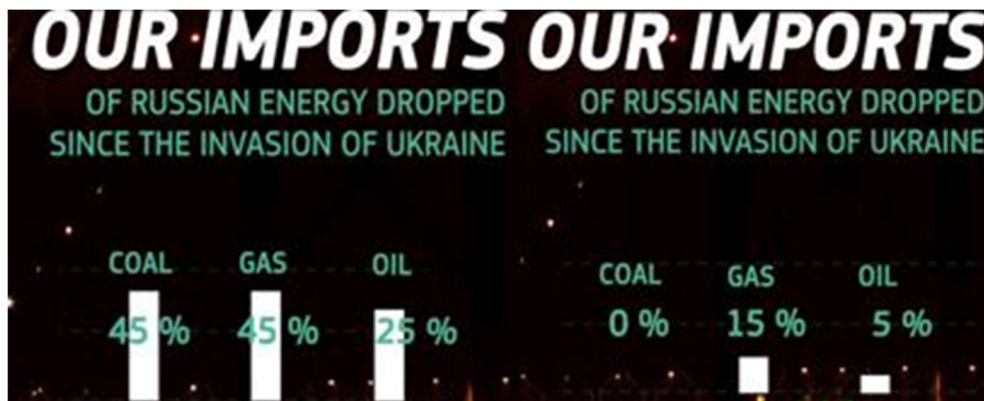 OUR IMPORTS
OF RUSSIAN ENERGY DROPPED
SINCE THE INVASION OF UKRAINE
COAL GAS OIL
45 % 45 % 25 %
OUR IMPORTS
OF RUSSIAN ENERGY DROPPED
SINCE THE INVASION OF UKRAINE
COAL GAS OIL
0 % 15 % 5 %